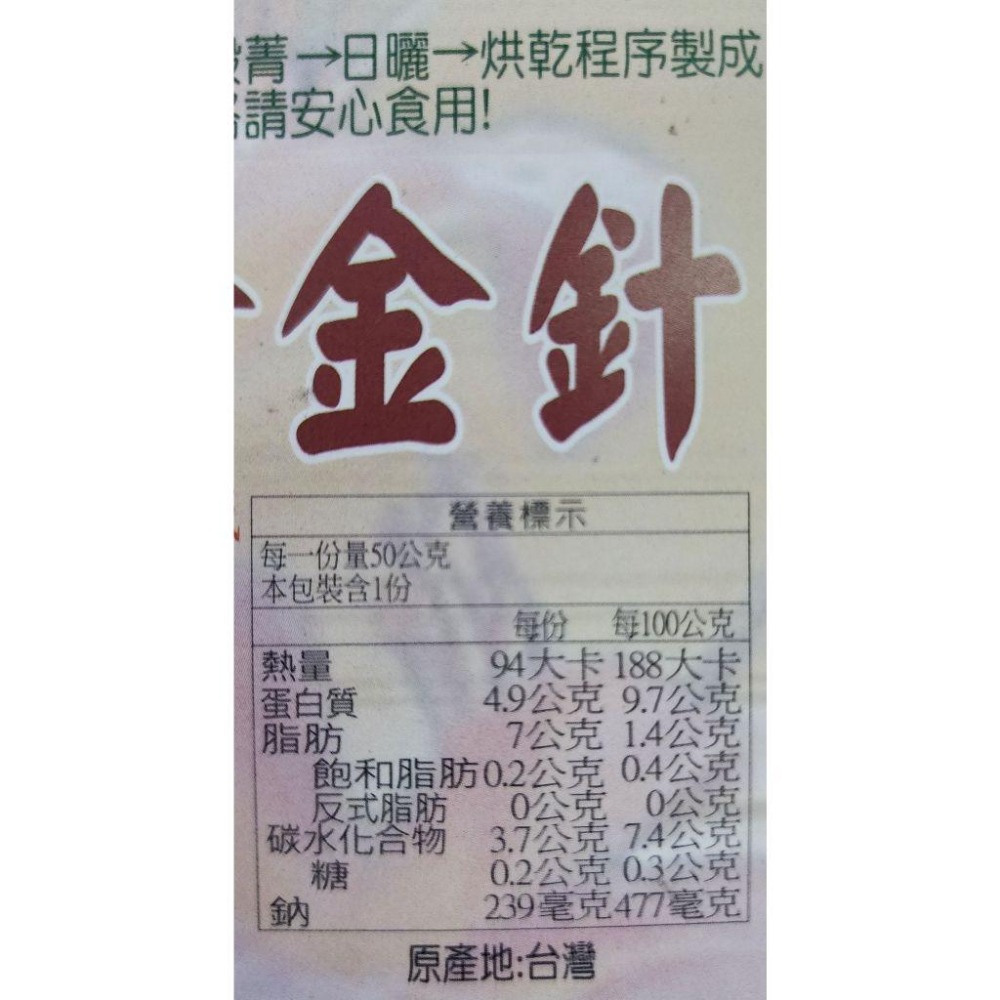 菁→日曬→烘乾程序製成
請安心食用!
金針
營養標示
每一份量50公克
本包裝含1份
每份 每100公克
熱量 94大卡 188大卡
蛋白質 4.9公克 9.7公克
脂肪 7公克 1.4公克
飽和脂肪 0.2公克 0.4公克
反式脂肪 0公克 0公克
碳水化合物 3.7公克 7.4公克
糖 0.2公克 0.3公克
鈉 239毫克 477毫克
原產地:台灣